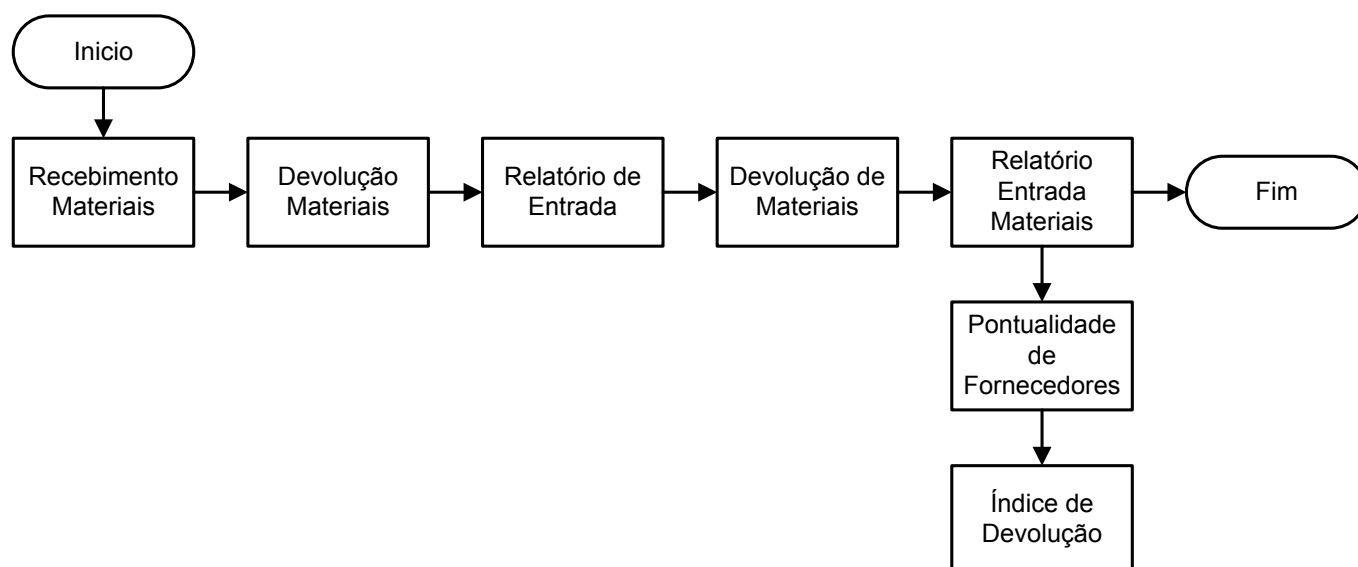 Inicio
Recebimento
Materiais
Devolução
Materiais
Relatório de
Entrada
Devolução de
Materiais
Relatório
Entrada
Materiais
Fim
Pontualidade
de
Fornecedores
Índice de
Devolução